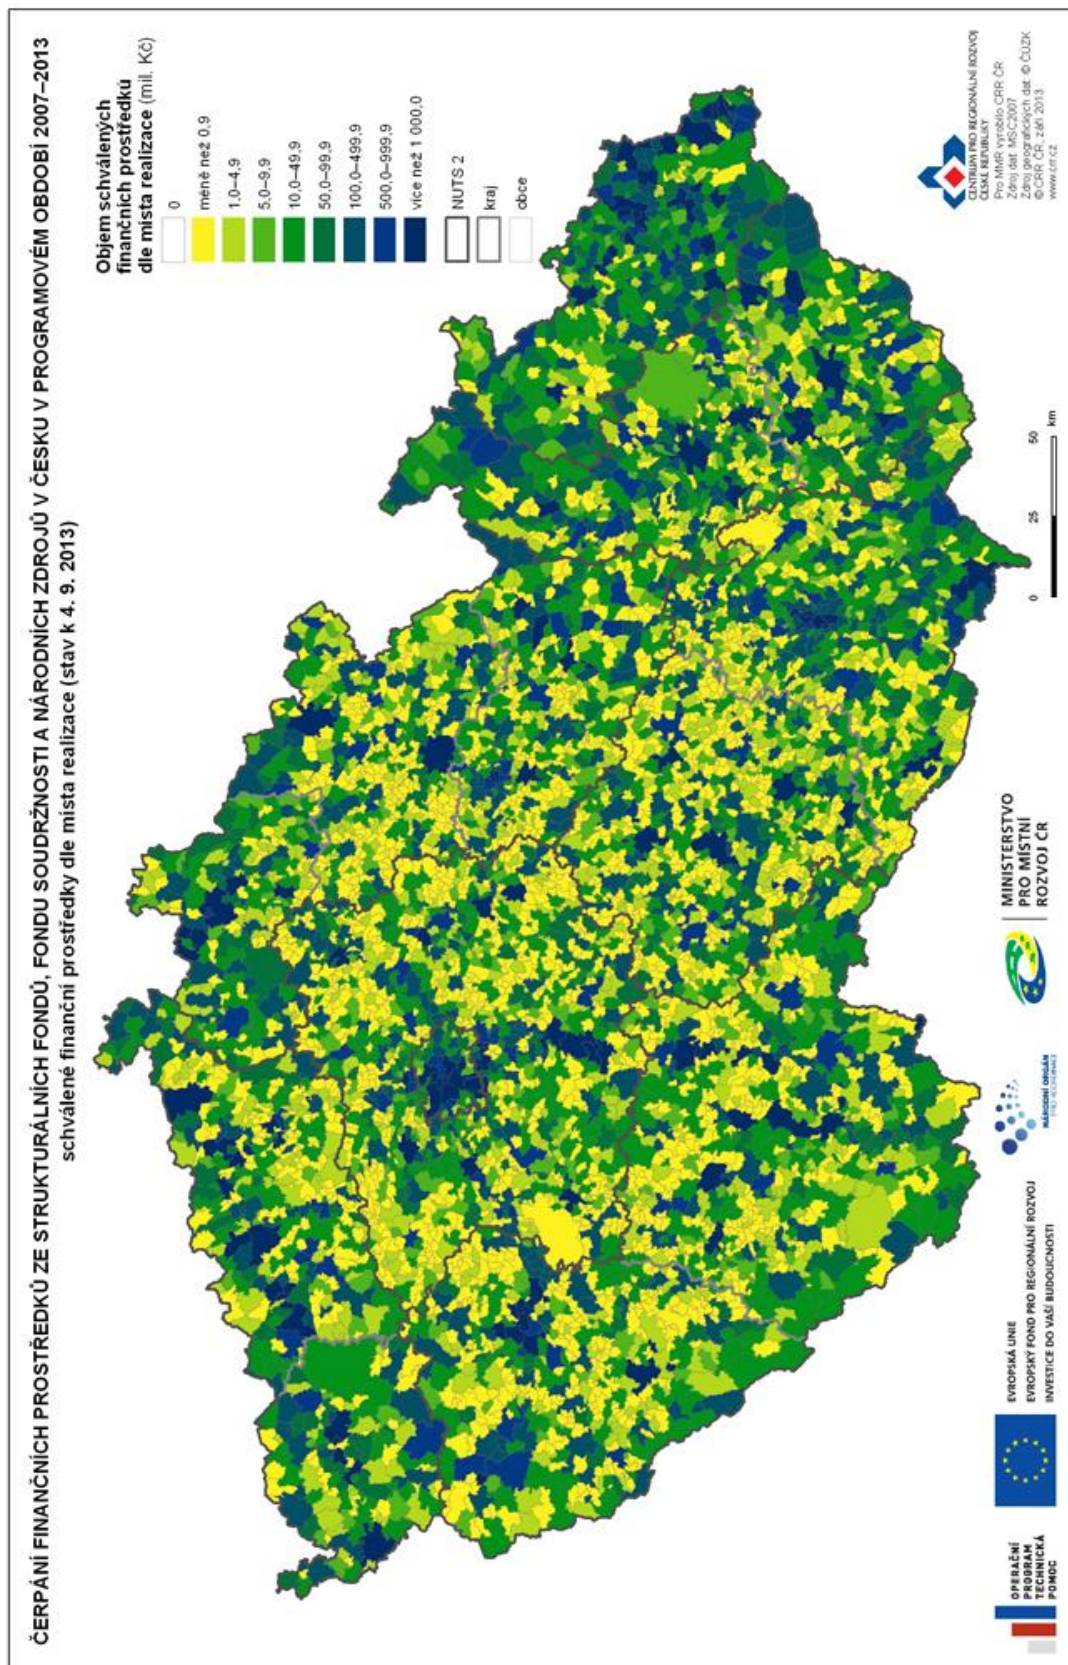 ČERPÁNÍ FINANČNÍCH PROSTŘEDKŮ ZE STRUKTURÁLNÍCH FONDŮ, FONDU SOUDRŽNOSTI A NÁRODNÍCH ZDROJŮ V ČESKU V PROGRAMOVÉM OBDOBÍ 2007–2013
schválené finanční prostředky dle místa realizace (stav k 4. 9. 2013)
Objem schválených
finančních prostředků
dle místa realizace (mil. Kč)
0
méně než 0,9
1,0–4,9
5,0–9,9
10,0–49,9
50,0–99,9
100,0–499,9
500,0–999,9
více než 1 000,0
NUTS 2
kraj
obce
0 25 50
km
OPERAČNÍ
PROGRAM
TECHNICKÁ
POMOC
EVROPSKÁ UNIE
EVROPSKÝ FOND PRO REGIONÁLNÍ ROZVOJ
INVESTICE DO VAŠÍ BUDOUCNOSTI
NÁRODNÍ ORGÁN
PRO KOORDINACI
MINISTERSTVO
PRO MÍSTNÍ
ROZVOJ ČR
CENTRUM PRO REGIONÁLNÍ ROZVOJ
ČESKÉ REPUBLIKY
Pro MMR vyrobilo CRR ČR
Zdroj dat: MSC2007
Zdroj geografických dat: © ČÚZK
© CRR ČR, září 2013
www.crr.cz